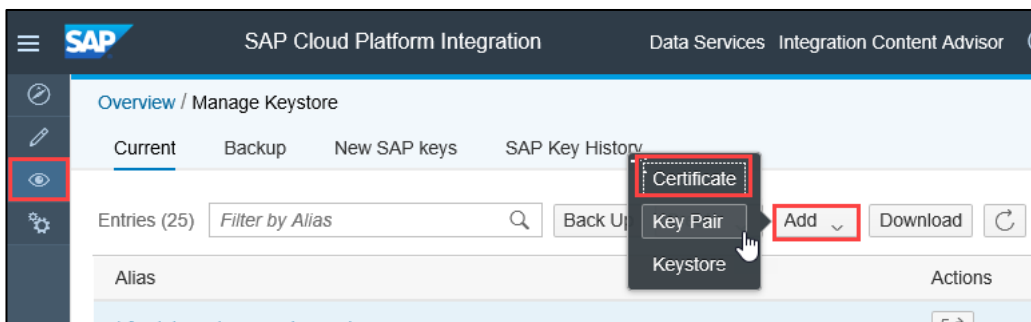 SAP SAP Cloud Platform Integration Data Services Integration Content Advisor
Overview / Manage Keystore
Current Backup New SAP keys SAP Key History
Certificate
Entries (25) Filter by Alias Back Up Key Pair Add Download
Keystore
Alias Actions